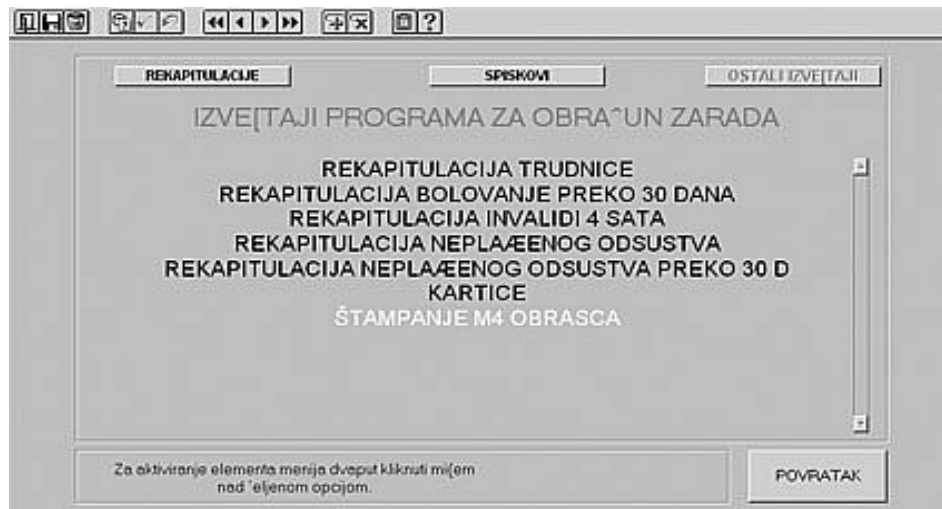 REKAPITULACIJE
SPISKOVI
OSTALI IZVE[TAJI
IZVE[TAJI PROGRAMA ZA OBRA^UN ZARADA
REKAPITULACIJA TRUDNICE
REKAPITULACIJA BOLOVANJE PREKO 30 DANA
REKAPITULACIJA INVALIDI 4 SATA
REKAPITULACIJA NEPLAÆENOG ODSUSTVA
REKAPITULACIJA NEPLAÆENOG ODSUSTVA PREKO 30 D
KARTICE
ŠTAMPANJE M4 OBRASCA
Za aktiviranje elementa menija dvaput kliknuti mi{em
nad `eljenom opcijom.
POVRATAK